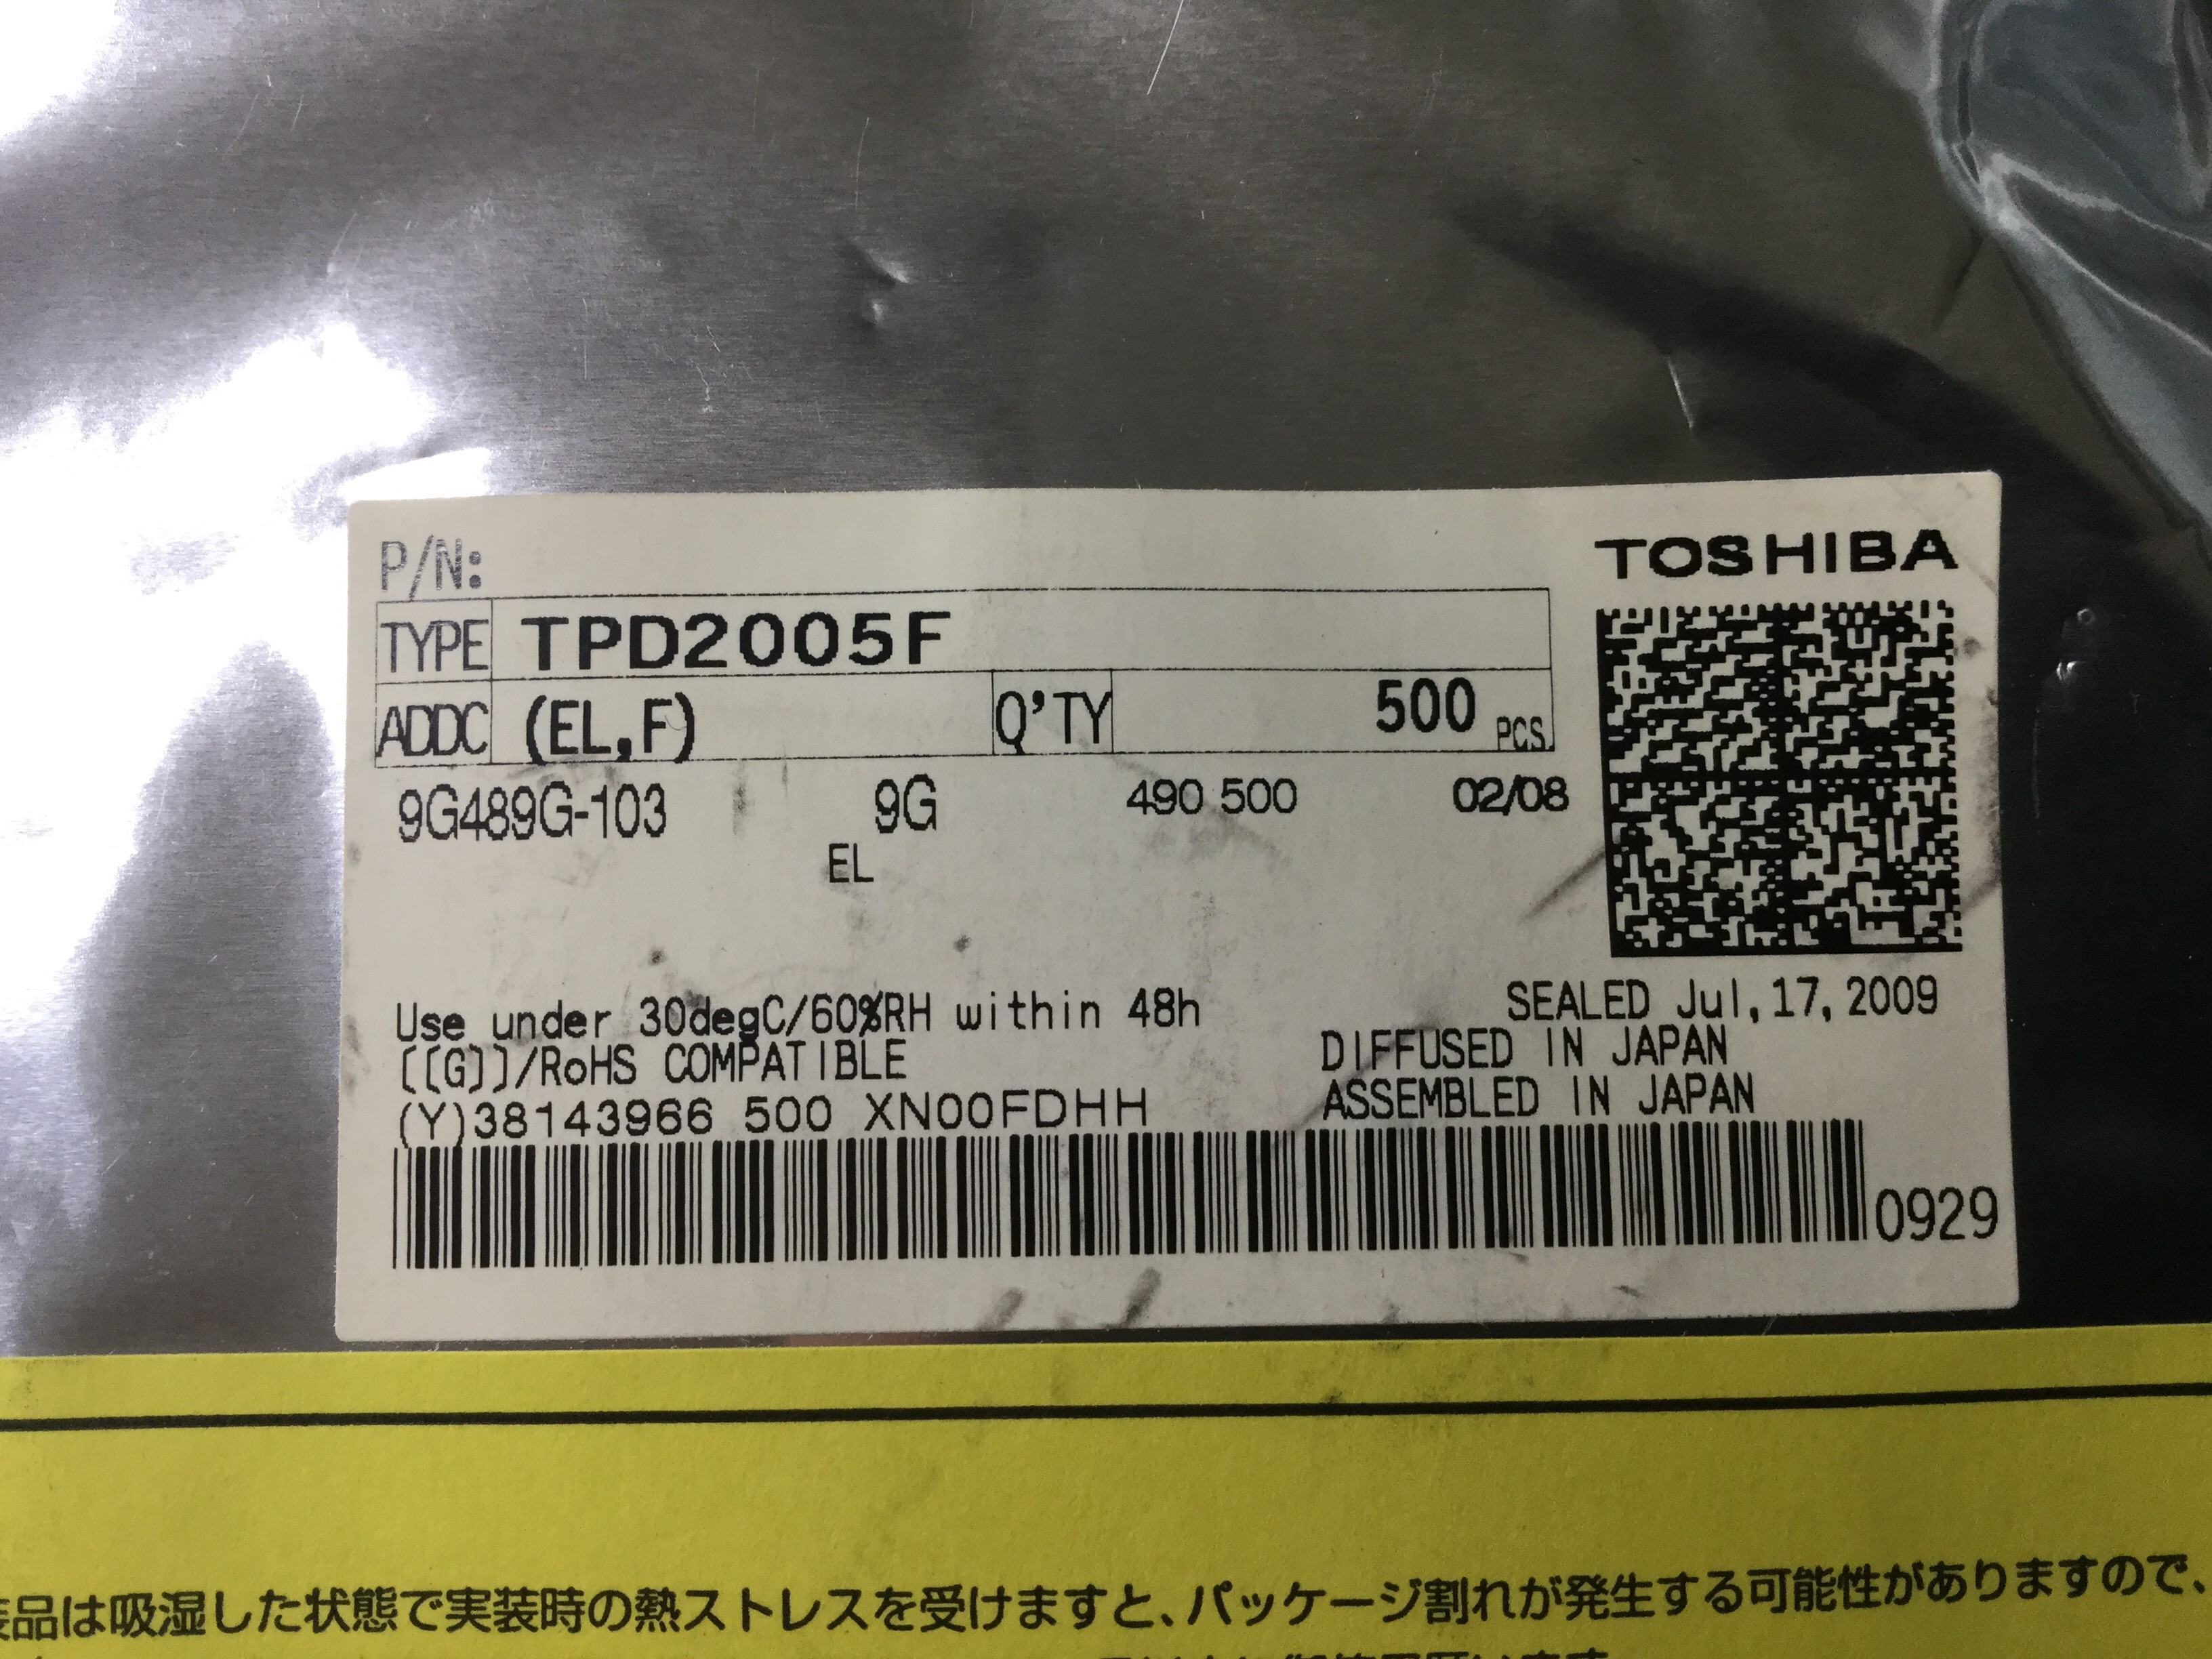 P/N:
TOSHIBA
TYPE TPD2005F
ADDC (EL,F) Q'TY 500 PCS.
9G489G-103 9G 490 500 02/08
EL
Use under 30degC/60%RH within 48h
SEALED Jul,17,2009
[[G]]/RoHS COMPATIBLE
DIFFUSED IN JAPAN
(Y)38143966 500 XN00FDHH
ASSEMBLED IN JAPAN
0929
品は吸湿した状態で実装時の熱ストレスを受けますと、パッケージ割れが発生する可能性がありますので、